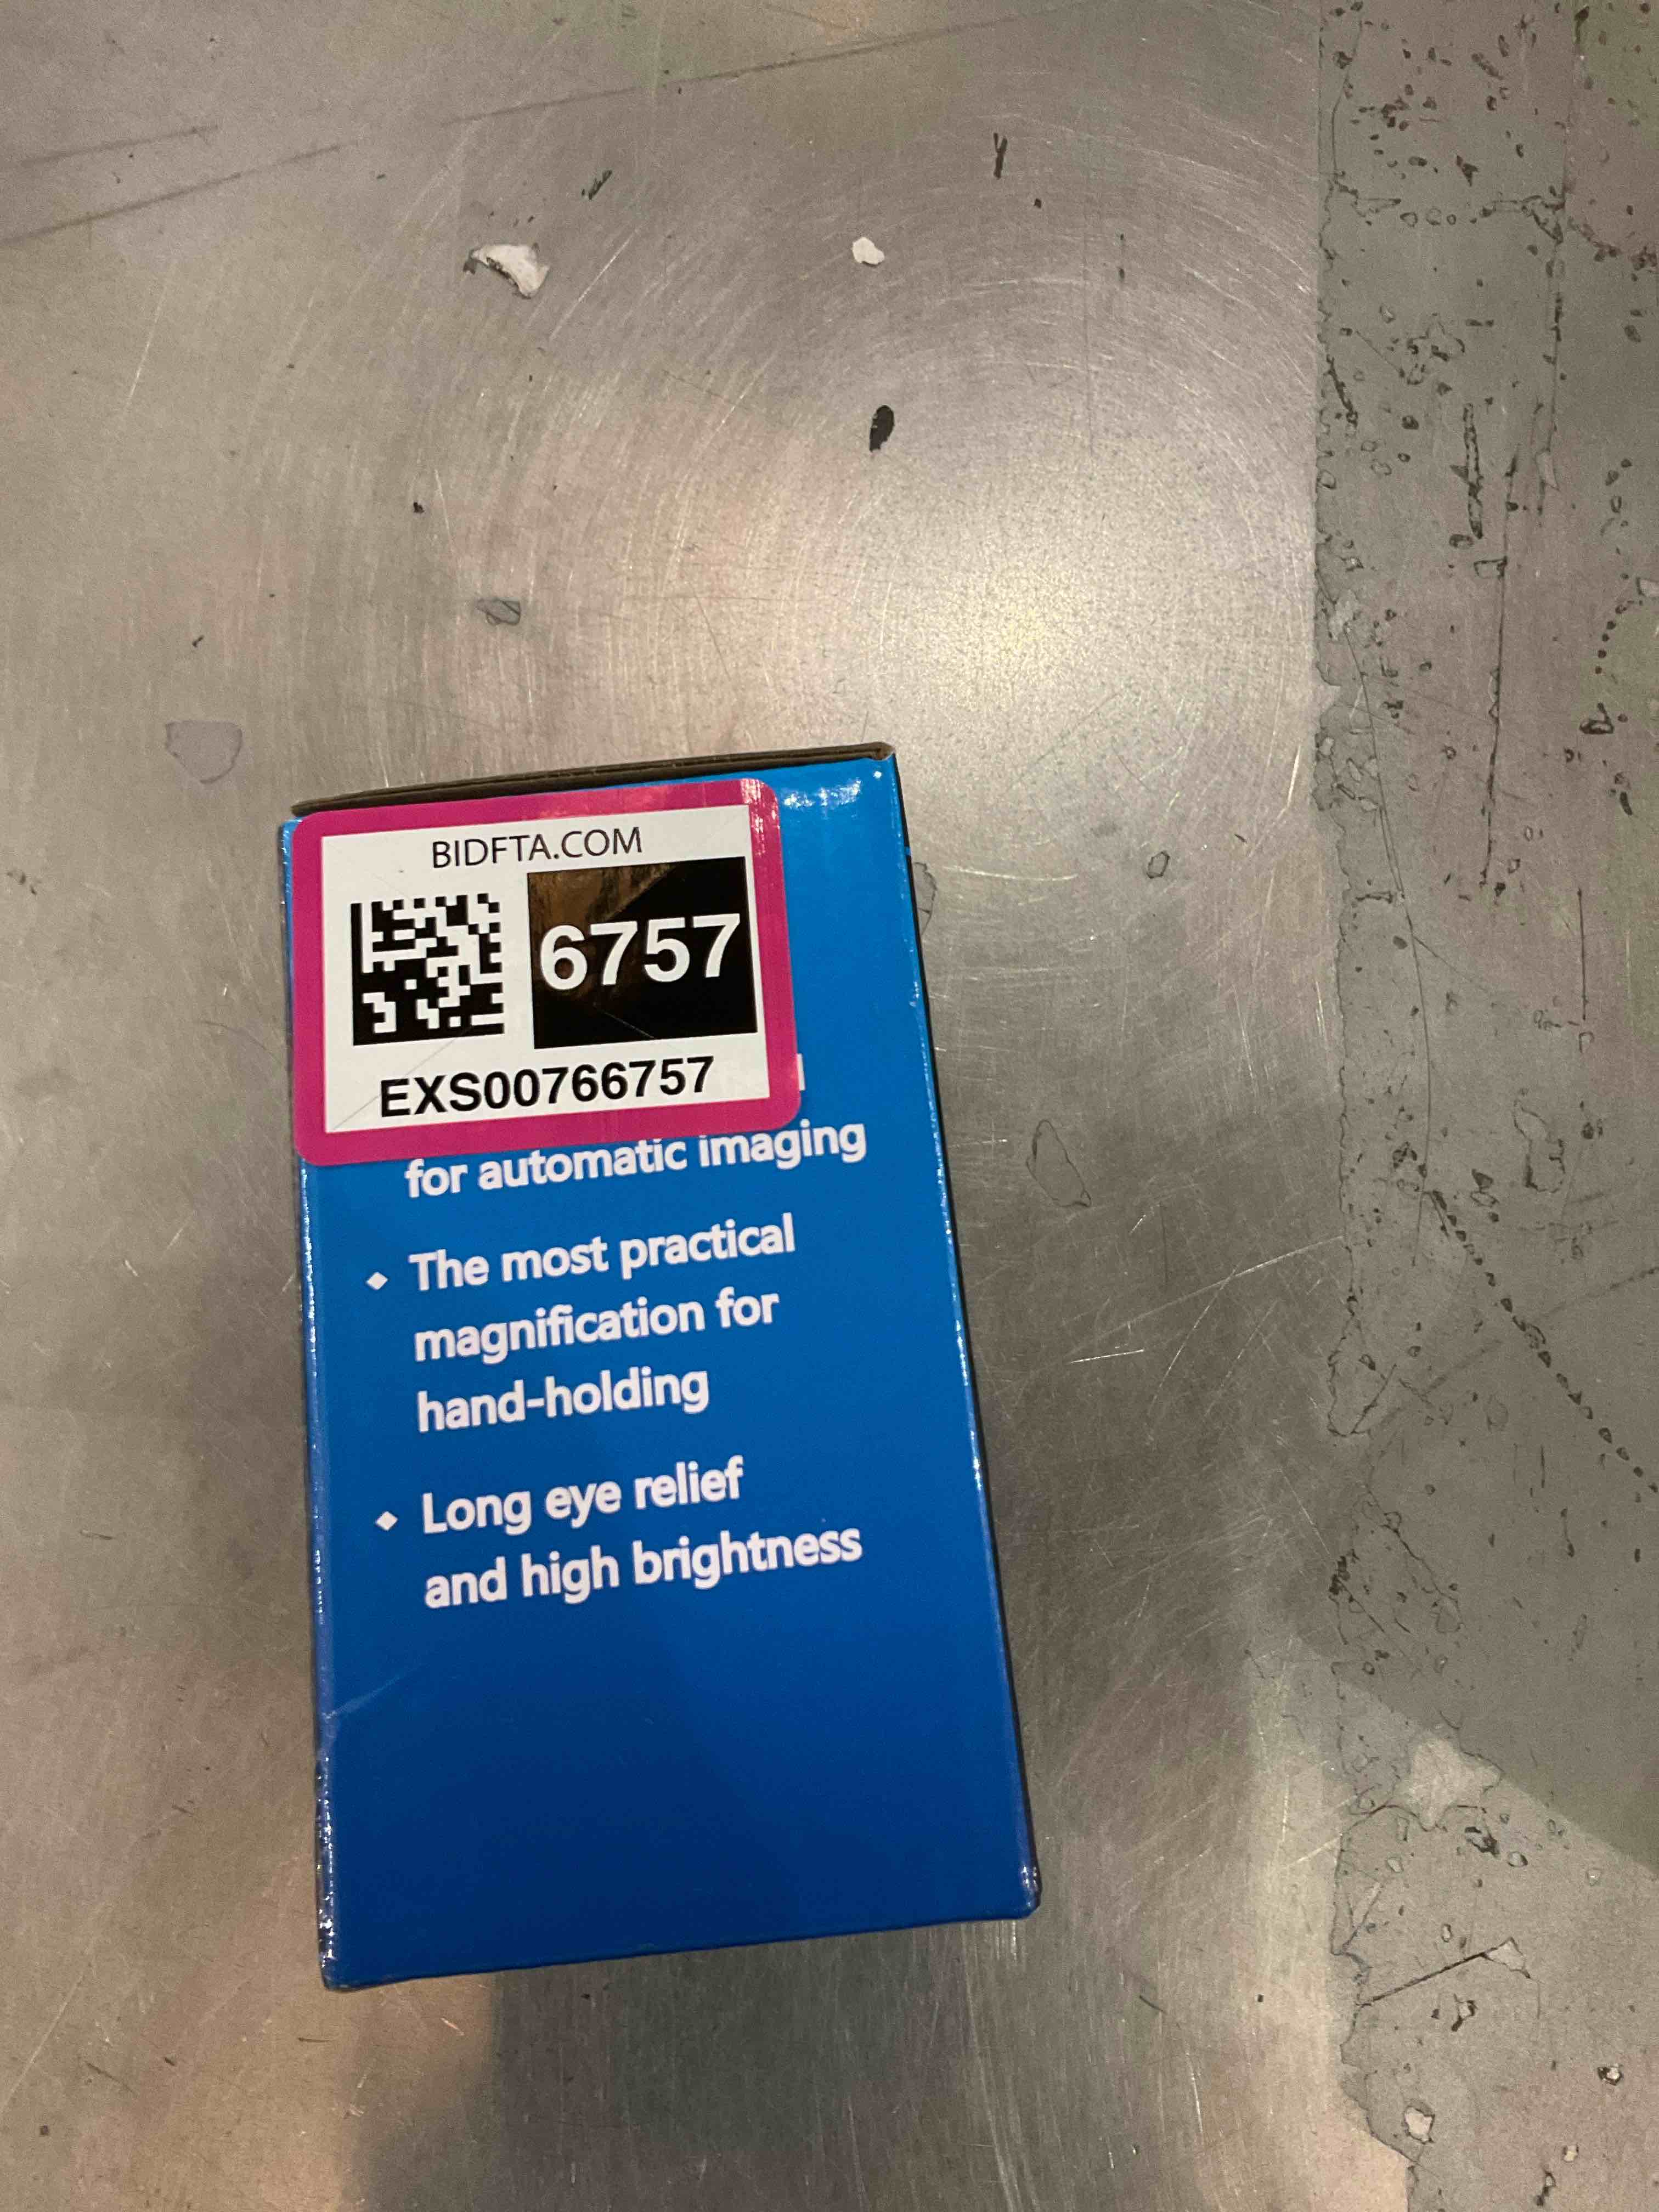 BIDFTA.COM
6757
EXS00766757
for automatic imaging
◆ The most practical
magnification for
hand-holding
◆ Long eye relief
and high brightness